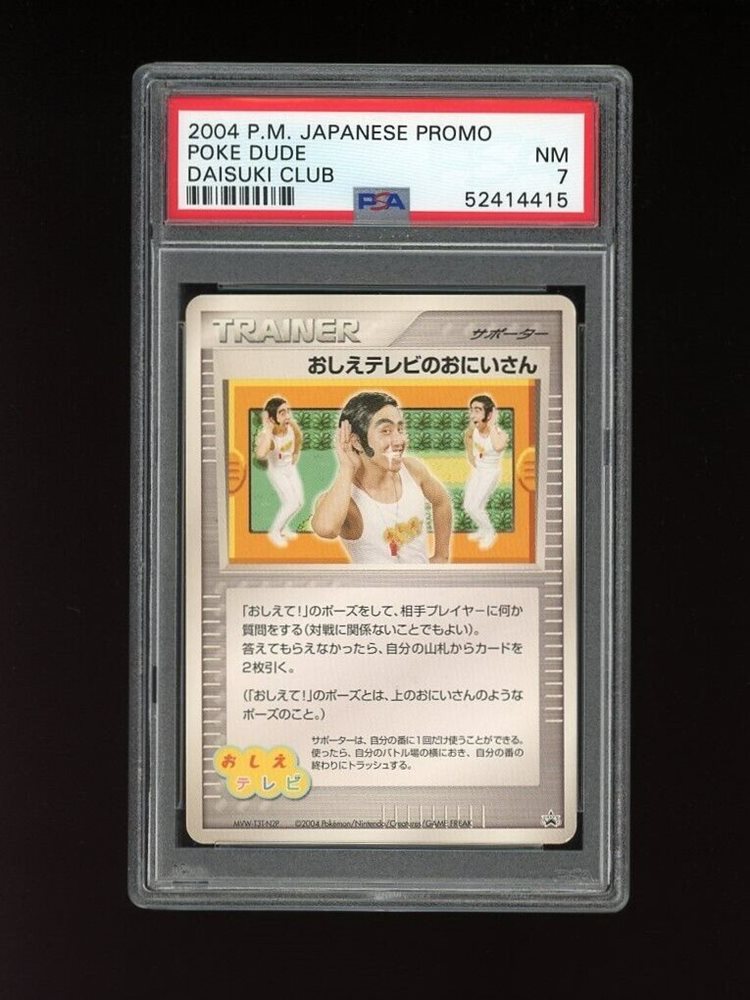 2004 P.M. JAPANESE PROMO
POKE DUDE NM
DAISUKI CLUB 7
PSA 52414415
TRAINER サポーター
おしえテレビのおにいさん
「おしえて!」のポーズをして、相手プレイヤーに何か
質問をする(対戦に関係ないことでもよい)。
答えてもらえなかったら、自分の山札からカードを
2枚引く。
(「おしえて!」のポーズとは、上のおにいさんのような
ポーズのこと。)
サポーターは、自分の番に1回だけ使うことができる。
使ったら、自分のバトル場の横におき、自分の番の
終わりにトラッシュする。
おしえ
テレビ
MVW-T3T-N2P ©2004 Pokémon/Nintendo/Creatures/GAME FREAK